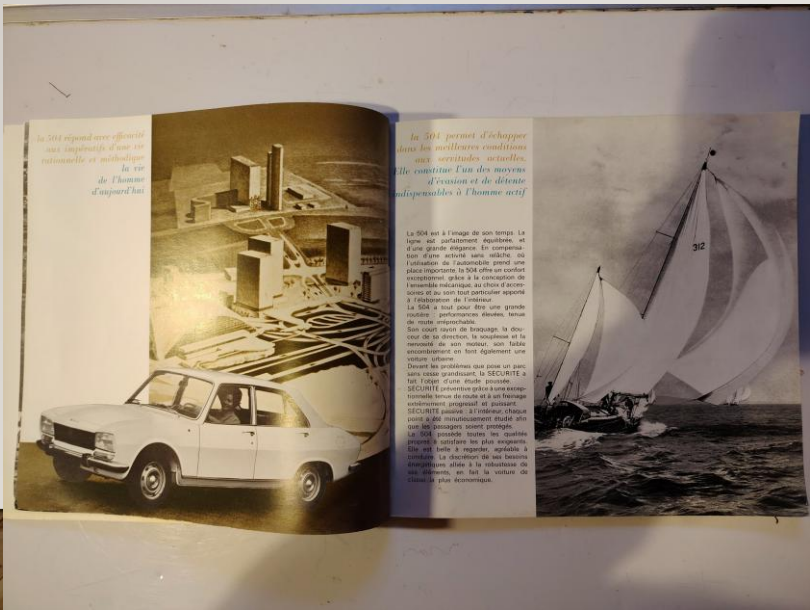 la 504 répond avec efficacité
aux impératifs d'une vie
rationnelle et méthodique
la vie
de l'homme
d'aujourd'hui
la 504 permet d'échapper
dans les meilleures conditions
aux servitudes actuelles.
Elle constitue l'un des moyens
d'évasion et de détente
indispensables à l'homme actif
La 504 est à l'image de son temps. La
ligne est parfaitement équilibrée, et
d'une grande élégance. En compensa-
tion d'une activité sans relâche, où
l'utilisation de l'automobile prend une
place importante, la 504 offre un confort
exceptionnel grâce à la conception de
l'ensemble mécanique, au choix d'acces-
soires et au soin tout particulier apporté
à l'élaboration de l'intérieur.
La 504 a tout pour être une grande
routière : performances élevées, tenue
de route irréprochable.
Son court rayon de braquage, la dou-
ceur de sa direction, la souplesse et la
nervosité de son moteur, son faible
encombrement en font également une
voiture urbaine.
Devant les problèmes que pose un parc
sans cesse grandissant, la SÉCURITÉ a
fait l'objet d'une étude poussée.
SÉCURITÉ préventive grâce à une excep-
tionnelle tenue de route et à un freinage
extrêmement progressif et puissant.
SÉCURITÉ passive : à l'intérieur, chaque
point a été minutieusement étudié afin
que les passagers soient protégés.
La 504 possède toutes les qualités
propres à satisfaire les plus exigeants.
Elle est belle à regarder, agréable à
conduire. La discrétion de ses besoins
énergétiques alliée à la robustesse de
ses éléments, en fait la voiture de
classe la plus économique.
312